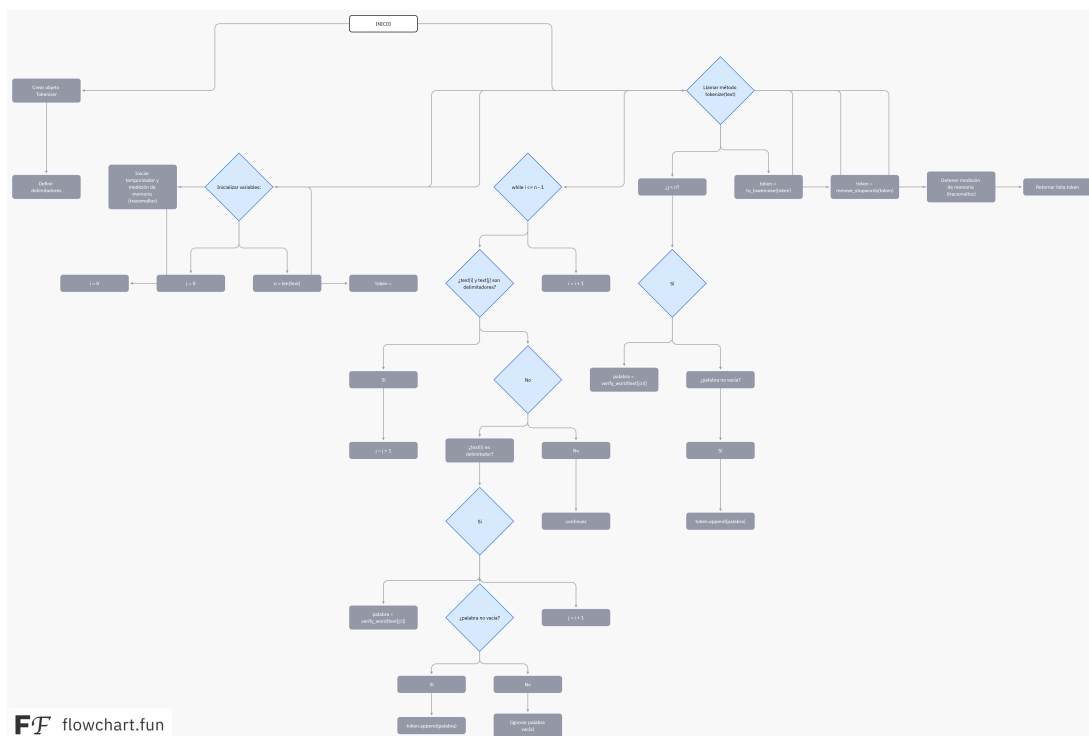 INICIO
Crear objeto
Tokenizer
Llamar método
tokenize(text)
Definir
delimitadores
Iniciar
temporizador y
medición de
memoria
(tracemalloc)
Inicializar variables:
while i <= n - 1
¿j < n?
token =
to_lowercase(token)
token =
remove_stopwords(token)
Detener medición
de memoria
(tracemalloc)
Retornar lista token
i = 0
j = 0
n = len(text)
token =
¿text[i] y text[j] son
delimitadores?
i = i + 1
Sí
Sí
No
palabra =
verify_word(text[j:n])
¿palabra no vacía?
j = j + 1
¿text[i] es
delimitador?
No
Sí
Sí
continuar
token.append(palabra)
palabra =
verify_word(text[j:i])
¿palabra no vacía?
j = i + 1
Sí
No
token.append(palabra)
(ignorar palabra
vacía)
FF flowchart.fun